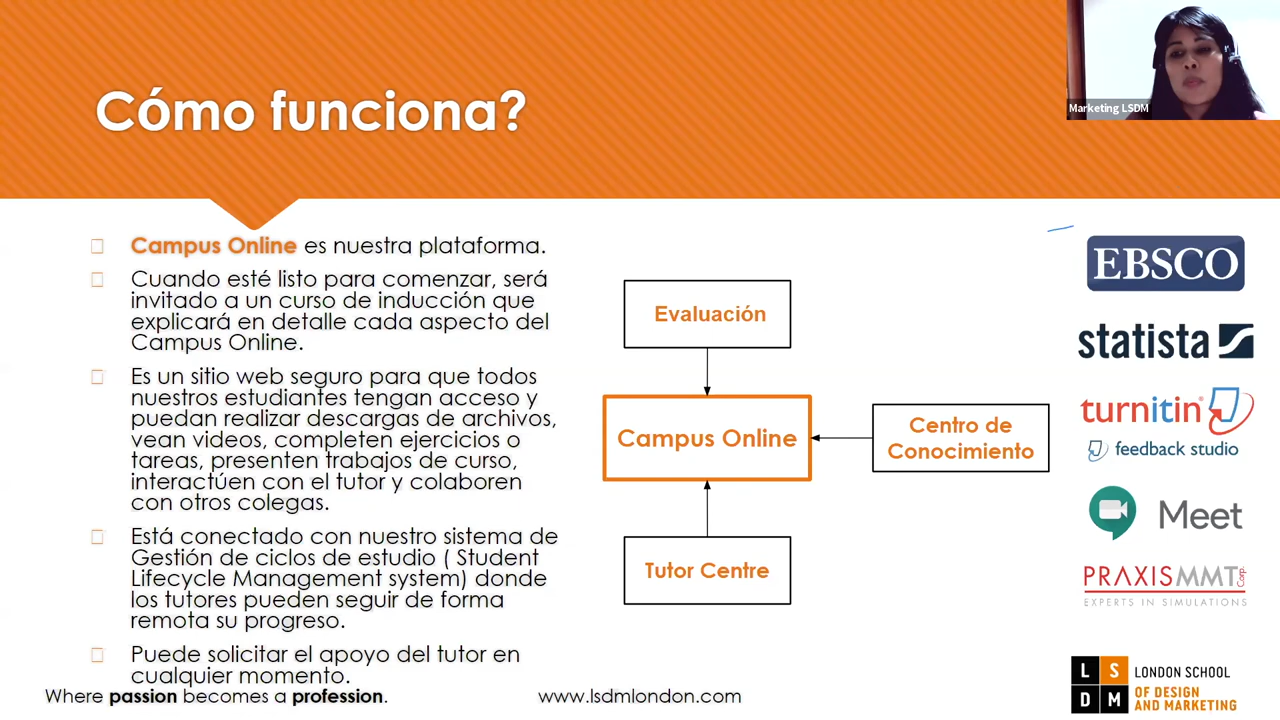 Cómo funciona?
Marketing LSDM
Campus Online es nuestra plataforma.
Cuando esté listo para comenzar, será
invitado a un curso de inducción que
explicará en detalle cada aspecto del
Campus Online.
Es un sitio web seguro para que todos
nuestros estudiantes tengan acceso y
puedan realizar descargas de archivos,
vean videos, completen ejercicios o
tareas, presenten trabajos de curso,
interactúen con el tutor y colaboren
con otros colegas.
Está conectado con nuestro sistema de
Gestión de ciclos de estudio ( Student
Lifecycle Management system) donde
los tutores pueden seguir de forma
remota su progreso.
Puede solicitar el apoyo del tutor en
cualquier momento.
Evaluación
Campus Online
Centro de
Conocimiento
Tutor Centre
EBSCO
statista
turnitin
feedback studio
Meet
PRAXIS MMT Corp.
EXPERTS IN SIMULATIONS
Where passion becomes a profession.
www.lsdmlondon.com
L S
D M
LONDON SCHOOL
OF DESIGN
AND MARKETING